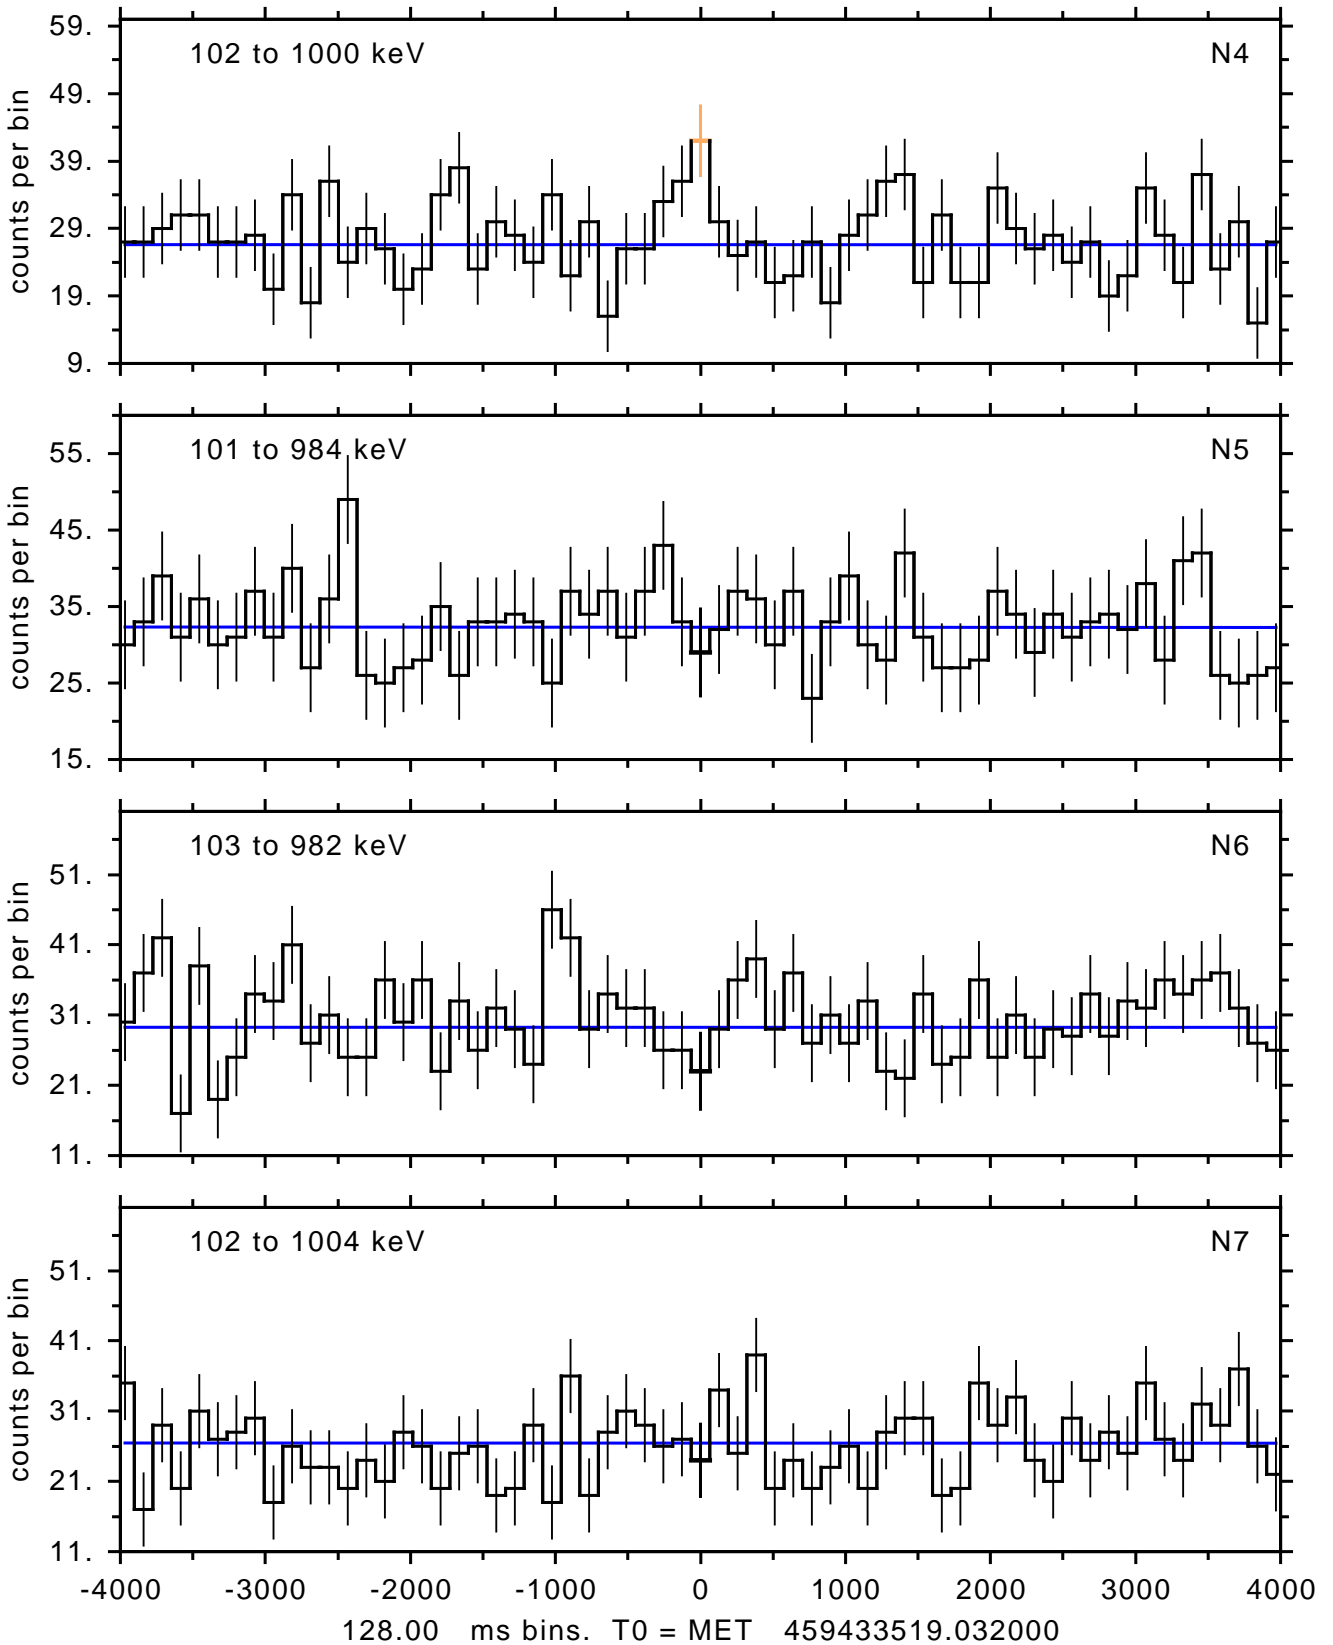 59.
102 to 1000 keV N4
49.
39.
29.
19.
9.
counts per bin
101 to 984 keV N5
55.
45.
35.
25.
15.
counts per bin
103 to 982 keV N6
51.
41.
31.
21.
11.
counts per bin
102 to 1004 keV N7
51.
41.
31.
21.
11.
counts per bin
-4000 -3000 -2000 -1000 0 1000 2000 3000 4000
128.00 ms bins. T0 = MET 459433519.032000